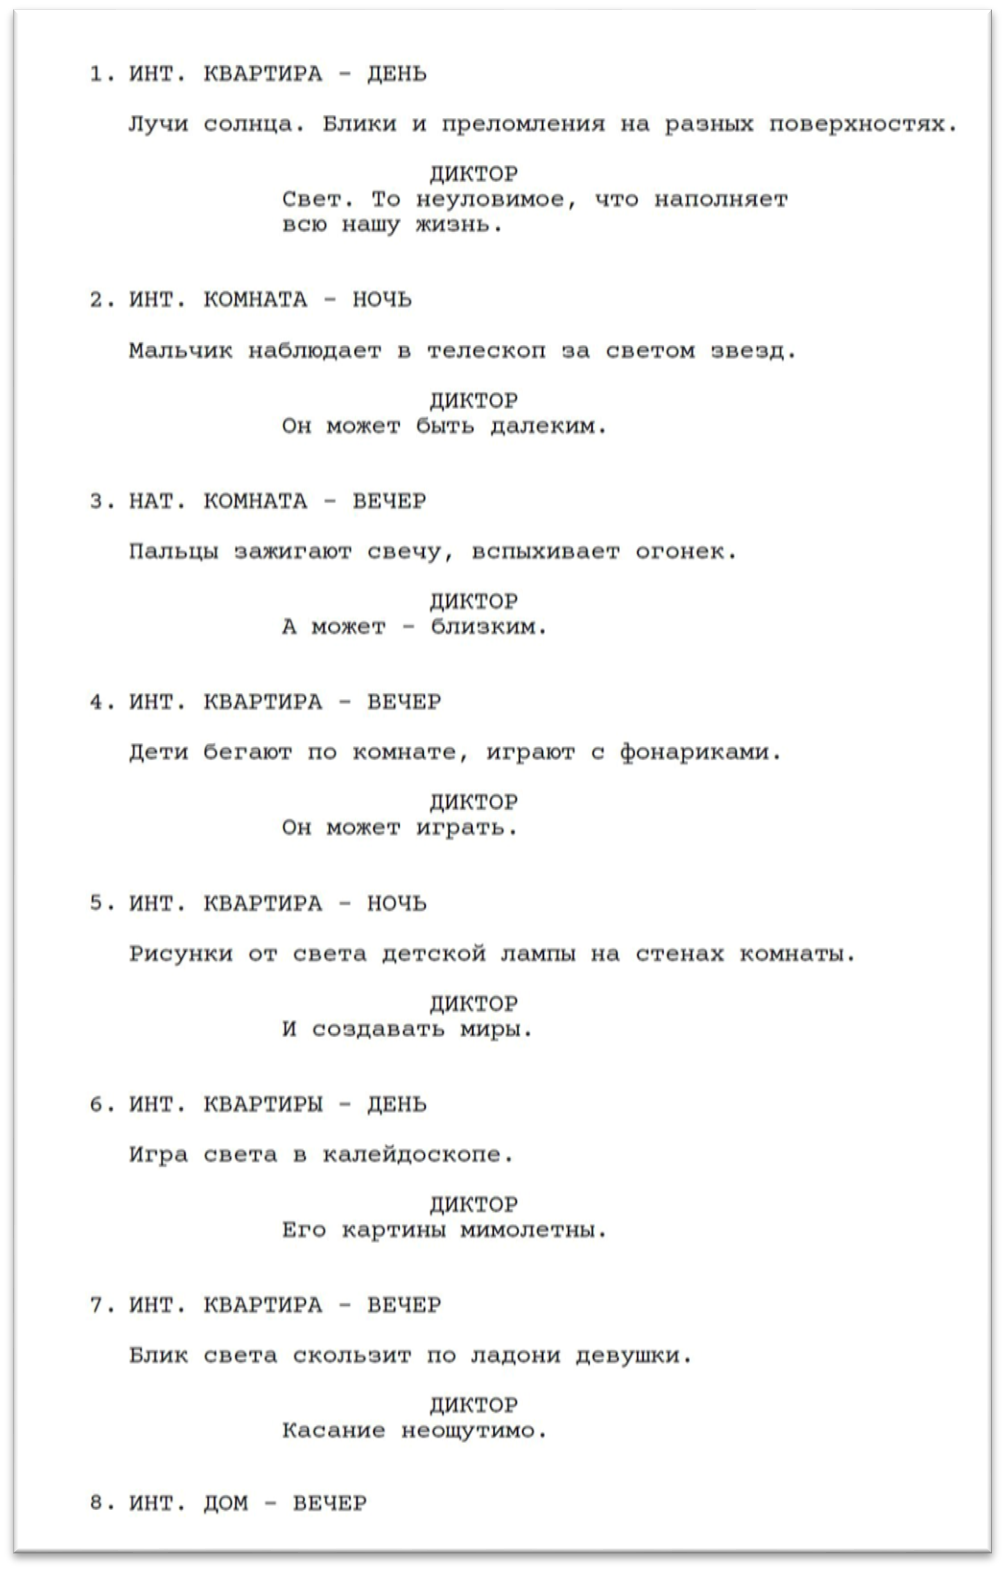 1. ИНТ. КВАРТИРА – ДЕНЬ
Лучи солнца. Блики и преломления на разных поверхностях.
ДИКТОР
Свет. То неуловимое, что наполняет
всю нашу жизнь.
2. ИНТ. КОМНАТА – НОЧЬ
Мальчик наблюдает в телескоп за светом звезд.
ДИКТОР
Он может быть далеким.
3. НАТ. КОМНАТА – ВЕЧЕР
Пальцы зажигают свечу, вспыхивает огонек.
ДИКТОР
А может – близким.
4. ИНТ. КВАРТИРА – ВЕЧЕР
Дети бегают по комнате, играют с фонариками.
ДИКТОР
Он может играть.
5. ИНТ. КВАРТИРА – НОЧЬ
Рисунки от света детской лампы на стенах комнаты.
ДИКТОР
И создавать миры.
6. ИНТ. КВАРТИРЫ – ДЕНЬ
Игра света в калейдоскопе.
ДИКТОР
Его картины мимолетны.
7. ИНТ. КВАРТИРА – ВЕЧЕР
Блик света скользит по ладони девушки.
ДИКТОР
Касание неощутимо.
8. ИНТ. ДОМ – ВЕЧЕР